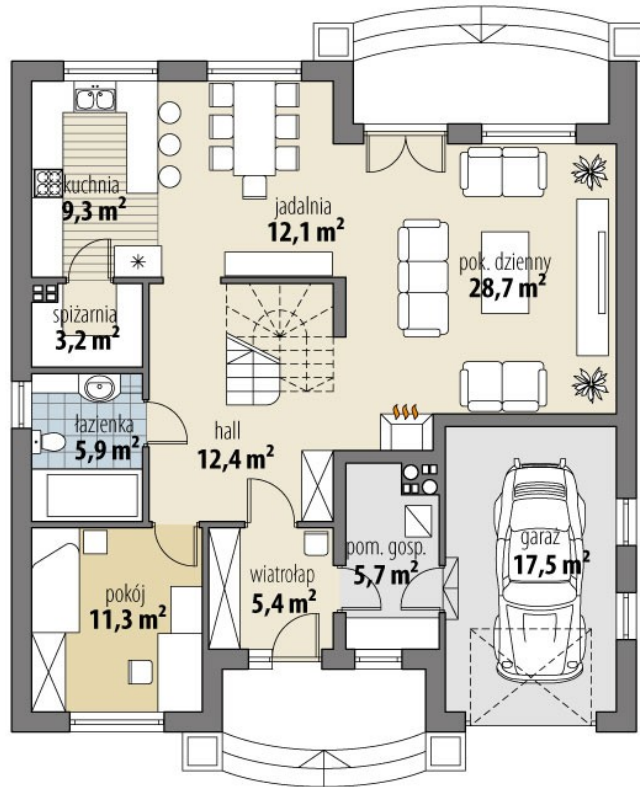 kuchnia
9,3 m²
jadalnia
12,1 m²
pok. dzienny
28,7 m²
spiżarnia
3,2 m²
łazienka
5,9 m²
hall
12,4 m²
garaż
17,5 m²
pom. gosp.
5,7 m²
wiatrołap
5,4 m²
pokój
11,3 m²